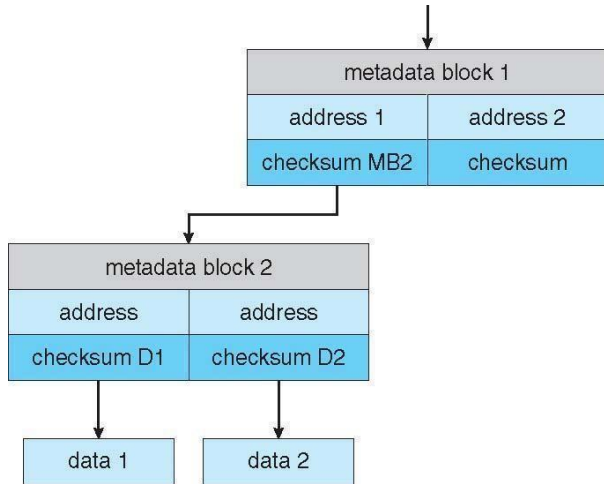 metadata block 1
address 1 address 2
checksum MB2 checksum
metadata block 2
address address
checksum D1 checksum D2
data 1 data 2